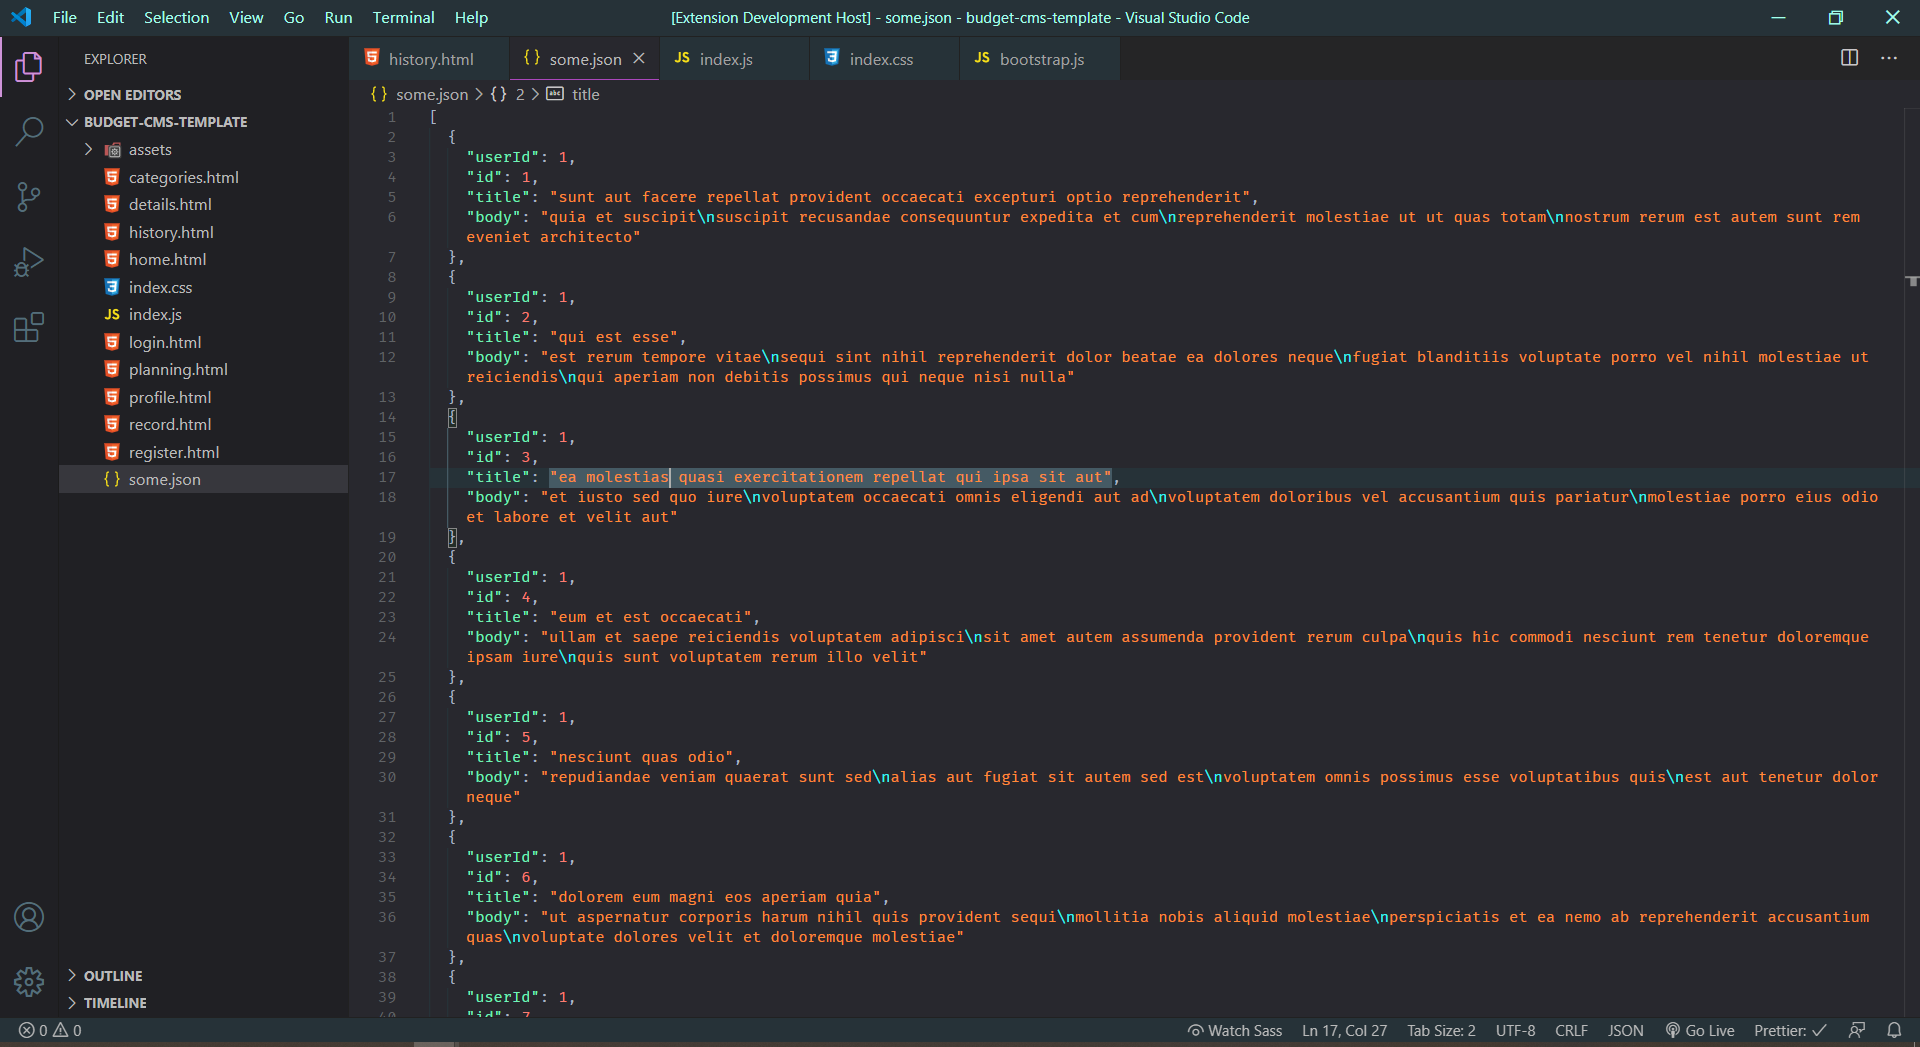 File Edit Selection View Go Run Terminal Help [Extension Development Host] - some.json - budget-cms-template - Visual Studio Code
EXPLORER
OPEN EDITORS
BUDGET-CMS-TEMPLATE
assets
categories.html
details.html
history.html
home.html
index.css
JS index.js
login.html
planning.html
profile.html
record.html
register.html
{} some.json
OUTLINE
TIMELINE
history.html {} some.json JS index.js index.css JS bootstrap.js
{} some.json > {} 2 > abc title
1 [
2 {
3 "userId": 1,
4 "id": 1,
5 "title": "sunt aut facere repellat provident occaecati excepturi optio reprehenderit",
6 "body": "quia et suscipit\nsuscipit recusandae consequuntur expedita et cum\nreprehenderit molestiae ut ut quas totam\nnostrum rerum est autem sunt rem
eveniet architecto"
7 },
8 {
9 "userId": 1,
10 "id": 2,
11 "title": "qui est esse",
12 "body": "est rerum tempore vitae\nsequi sint nihil reprehenderit dolor beatae ea dolores neque\nfugiat blanditiis voluptate porro vel nihil molestiae ut
reiciendis\nqui aperiam non debitis possimus qui neque nisi nulla"
13 },
14 {
15 "userId": 1,
16 "id": 3,
17 "title": "ea molestias quasi exercitationem repellat qui ipsa sit aut",
18 "body": "et iusto sed quo iure\nvoluptatem occaecati omnis eligendi aut ad\nvoluptatem doloribus vel accusantium quis pariatur\nmolestiae porro eius odio
et labore et velit aut"
19 },
20 {
21 "userId": 1,
22 "id": 4,
23 "title": "eum et est occaecati",
24 "body": "ullam et saepe reiciendis voluptatem adipisci\nsit amet autem assumenda provident rerum culpa\nquis hic commodi nesciunt rem tenetur doloremque
ipsam iure\nquis sunt voluptatem rerum illo velit"
25 },
26 {
27 "userId": 1,
28 "id": 5,
29 "title": "nesciunt quas odio",
30 "body": "repudiandae veniam quaerat sunt sed\nalias aut fugiat sit autem sed est\nvoluptatem omnis possimus esse voluptatibus quis\nest aut tenetur dolor
neque"
31 },
32 {
33 "userId": 1,
34 "id": 6,
35 "title": "dolorem eum magni eos aperiam quia",
36 "body": "ut aspernatur corporis harum nihil quis provident sequi\nmollitia nobis aliquid molestiae\nperspiciatis et ea nemo ab reprehenderit accusantium
quas\nvoluptate dolores velit et doloremque molestiae"
37 },
38 {
39 "userId": 1,
40 "id": 7
0 0 Watch Sass Ln 17, Col 27 Tab Size: 2 UTF-8 CRLF JSON Go Live Prettier: ✓